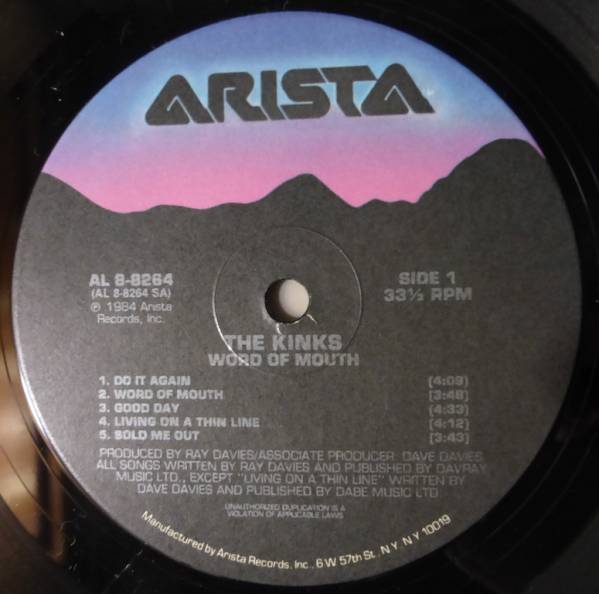 ARISTA
AL 8-8264
(AL 8-8264 SA)
℗ 1984 Arista
Records, Inc.
SIDE 1
33⅓ RPM
THE KINKS
WORD OF MOUTH
1. DO IT AGAIN (4:09)
2. WORD OF MOUTH (3:48)
3. GOOD DAY (4:33)
4. LIVING ON A THIN LINE (4:12)
5. SOLD ME OUT (3:43)
PRODUCED BY RAY DAVIES/ASSOCIATE PRODUCER DAVE DAVIES
ALL SONGS WRITTEN BY RAY DAVIES AND PUBLISHED BY DAVRAY
MUSIC LTD., EXCEPT "LIVING ON A THIN LINE" WRITTEN BY
DAVE DAVIES AND PUBLISHED BY DABE MUSIC LTD
UNAUTHORIZED DUPLICATION IS A
VIOLATION OF APPLICABLE LAWS
Manufactured by Arista Records, Inc., 6 W 57th St., N.Y. N.Y. 10019